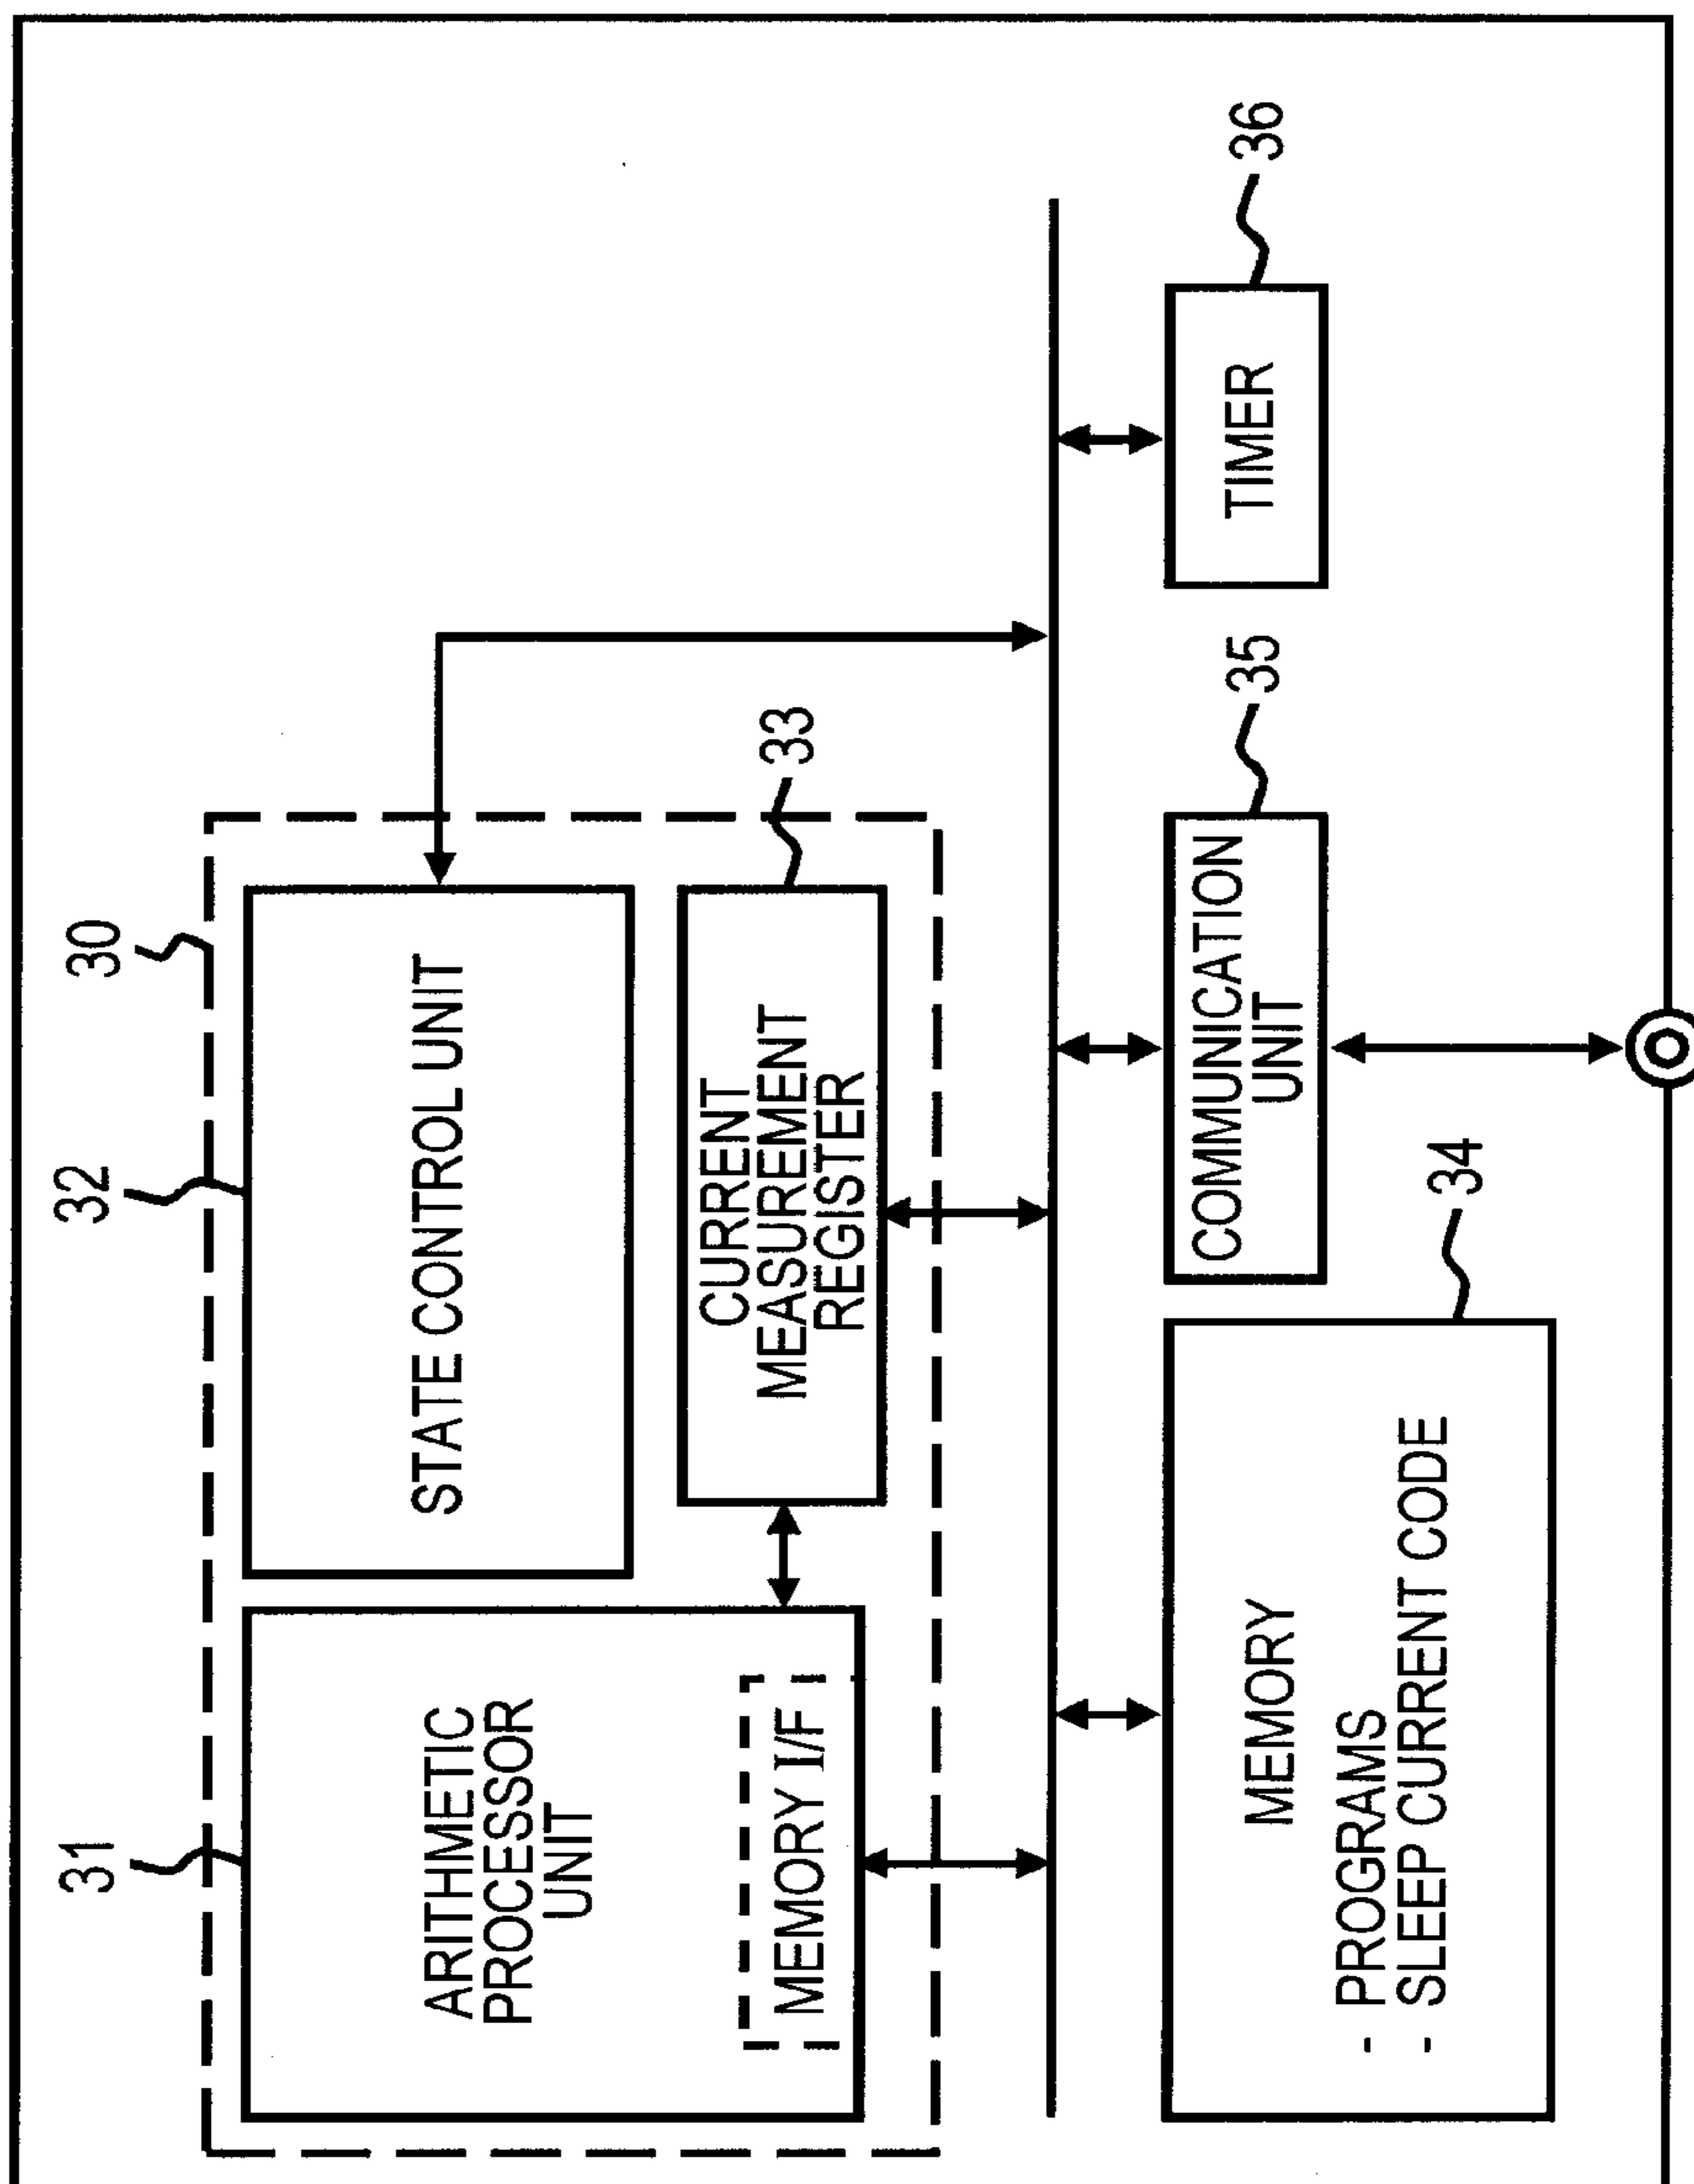 30
32
STATE CONTROL UNIT
31
ARITHMETIC
PROCESSOR
UNIT
MEMORY I/F
33
CURRENT
MEASUREMENT
REGISTER
34
MEMORY
- PROGRAMS
- SLEEP CURRENT CODE
35
COMMUNICATION
UNIT
36
TIMER